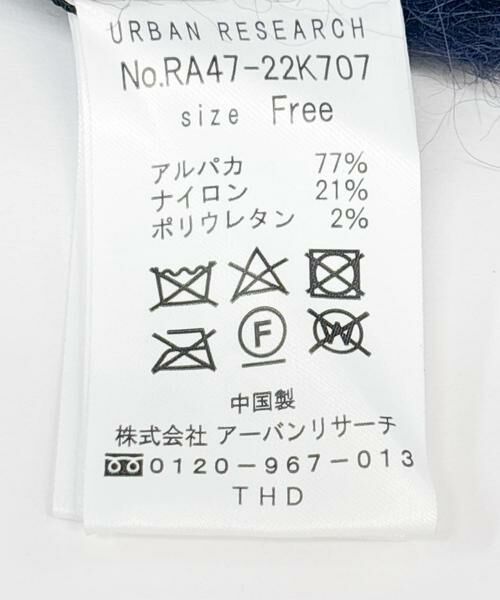 URBAN RESEARCH
No.RA47-22K707
size Free
アルパカ 77%
ナイロン 21%
ポリウレタン 2%
F W
中国製
株式会社 アーバンリサーチ
0120-967-013
THD